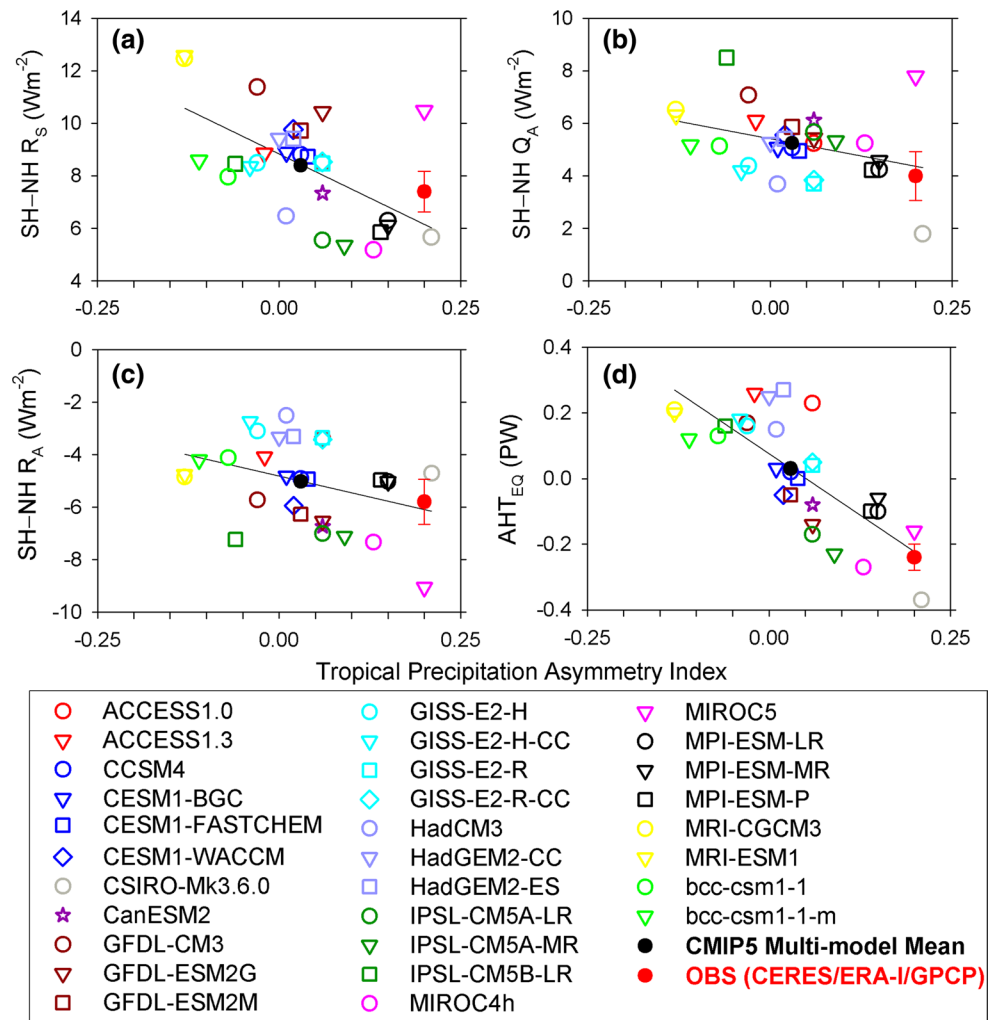 (a)
SH−NH R_S (Wm⁻²)
14
12
10
8
6
4
-0.25
0.00
0.25
(b)
SH−NH Q_A (Wm⁻²)
10
8
6
4
2
0
-0.25
0.00
0.25
(c)
SH−NH R_A (Wm⁻²)
0
-2
-4
-6
-8
-10
-0.25
0.00
0.25
(d)
AHT_EQ (PW)
0.4
0.2
0.0
-0.2
-0.4
-0.25
0.00
0.25
Tropical Precipitation Asymmetry Index
ACCESS1.0
ACCESS1.3
CCSM4
CESM1-BGC
CESM1-FASTCHEM
CESM1-WACCM
CSIRO-Mk3.6.0
CanESM2
GFDL-CM3
GFDL-ESM2G
GFDL-ESM2M
GISS-E2-H
GISS-E2-H-CC
GISS-E2-R
GISS-E2-R-CC
HadCM3
HadGEM2-CC
HadGEM2-ES
IPSL-CM5A-LR
IPSL-CM5A-MR
IPSL-CM5B-LR
MIROC4h
MIROC5
MPI-ESM-LR
MPI-ESM-MR
MPI-ESM-P
MRI-CGCM3
MRI-ESM1
bcc-csm1-1
bcc-csm1-1-m
CMIP5 Multi-model Mean
OBS (CERES/ERA-I/GPCP)